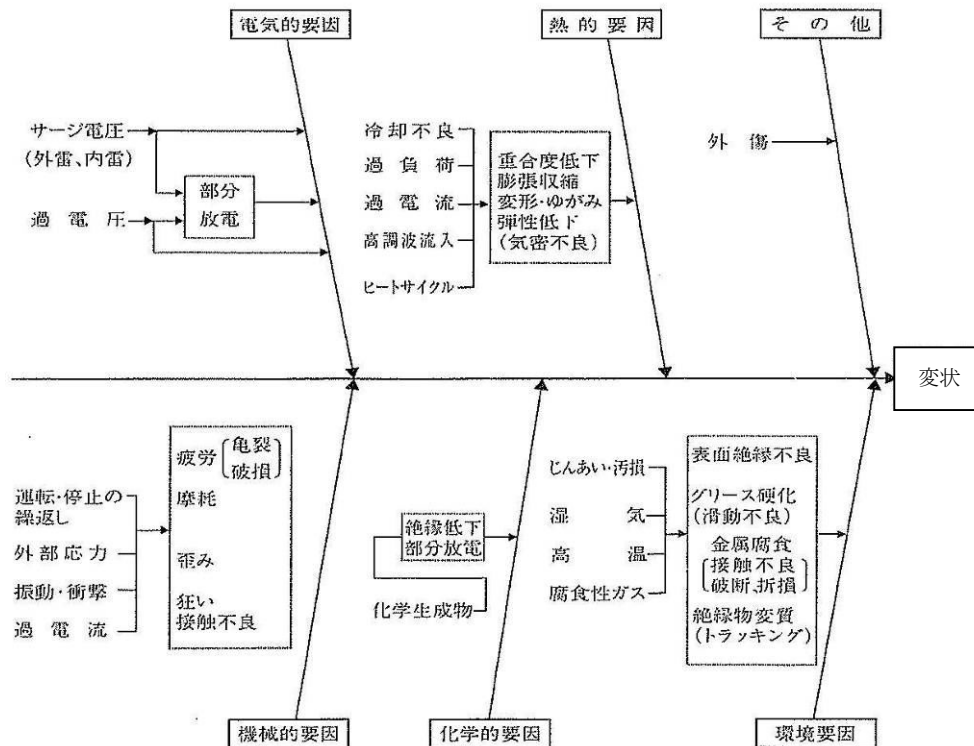 電気的要因
熱的要因
その他
サージ電圧
(外雷、内雷)
過電圧
部分
放電
冷却不良
過負荷
過電流
高調波流入
ヒートサイクル
重合度低下
膨張収縮
変形・ゆがみ
弾性低下
(気密不良)
外傷
変状
運転・停止の
繰返し
外部応力
振動・衝撃
過電流
疲労
亀裂
破損
摩耗
歪み
狂い
接触不良
絶縁低下
部分放電
化学生成物
じんあい・汚損
湿気
高温
腐食性ガス
表面絶縁不良
グリース硬化
(滑動不良)
金属腐食
接触不良
破断、折損
絶縁物変質
(トラッキング)
機械的要因
化学的要因
環境要因